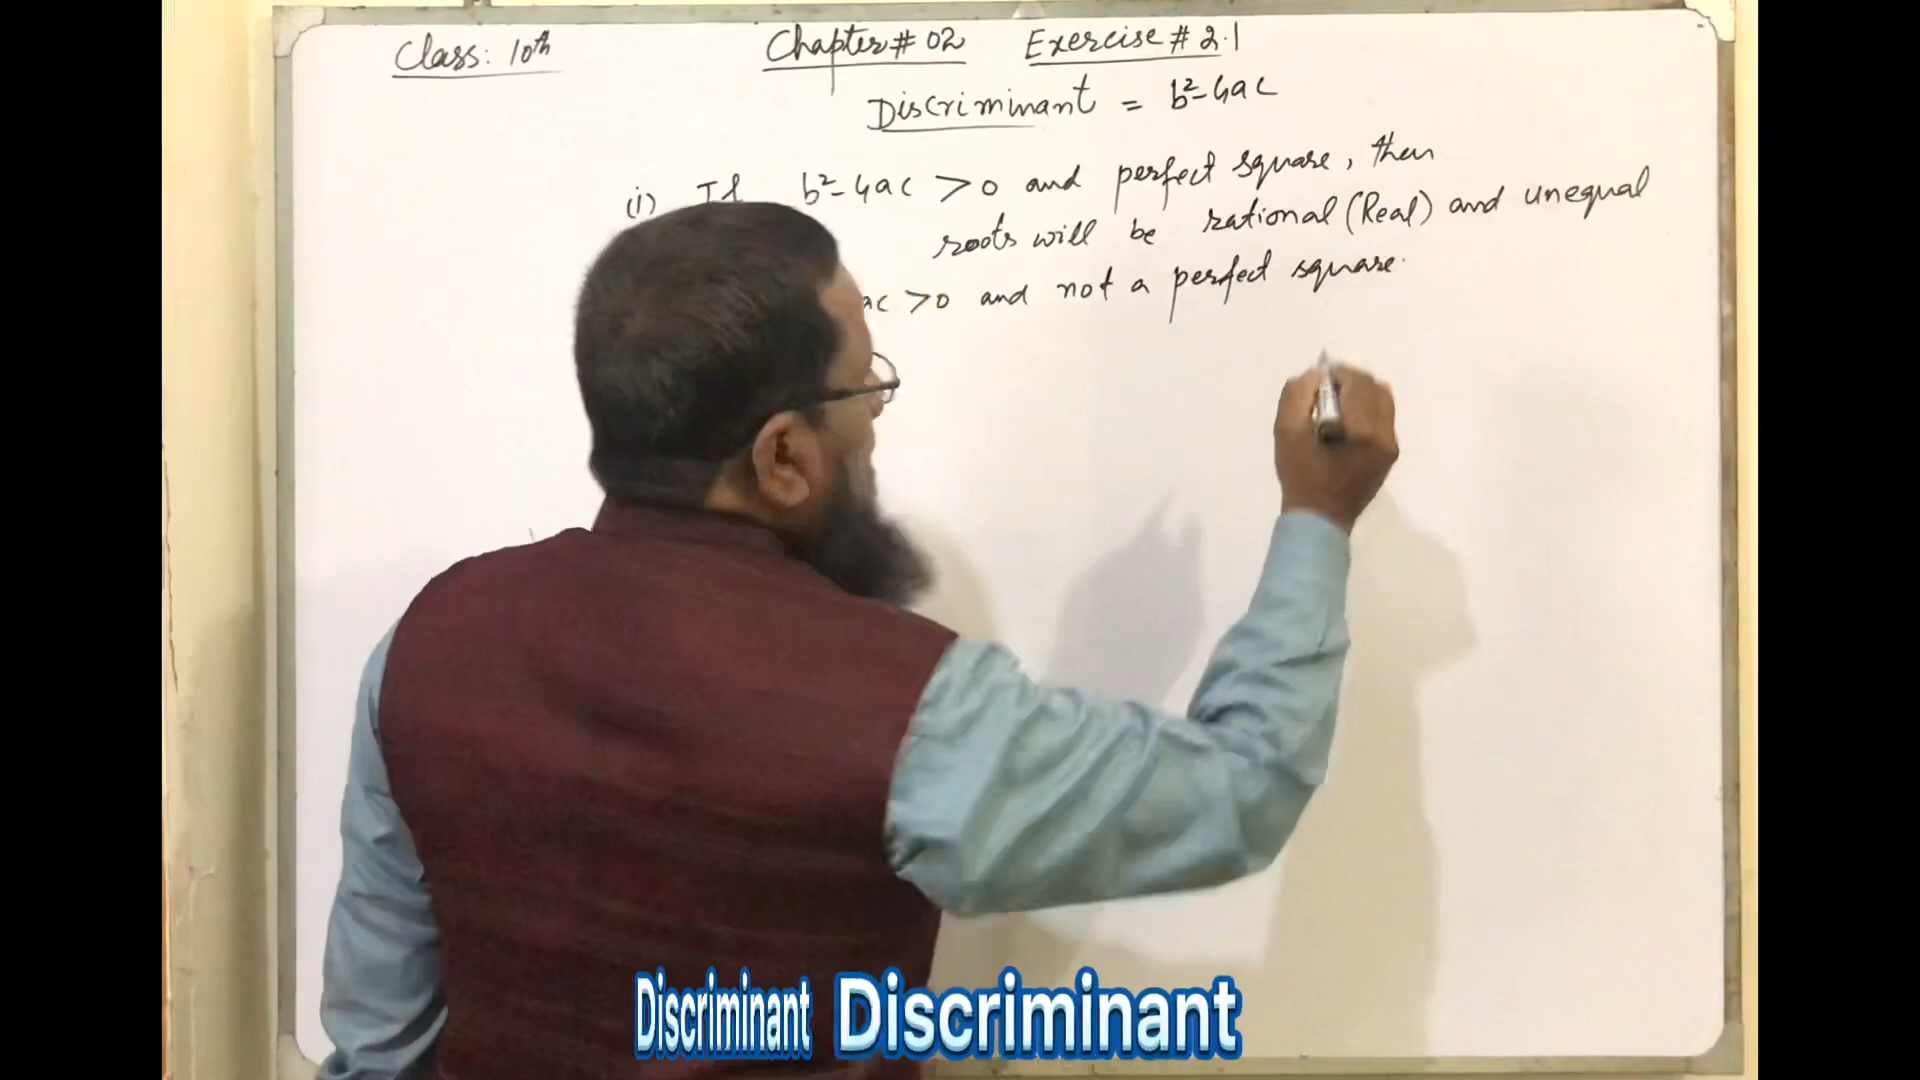 Class: 10th Chapter # 02 Exercise # 2.1
Discriminant = b²-4ac
(i) If b²-4ac >0 and perfect square, then
roots will be rational (Real) and unequal
ac >0 and not a perfect square.
Discriminant Discriminant